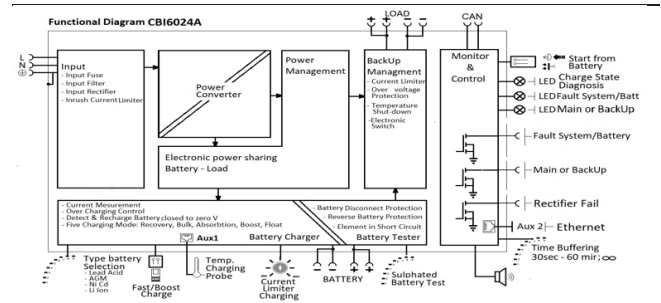 Functional Diagram CBI6024A
LOAD
+ + - -
CAN
L
N
Input
- Input Fuse
- Input Filter
- Input Rectifier
- Inrush Current Limiter
Power
Converter
Power
Management
BackUp
Managment
- Current Limiter
- Over voltage
Protection
- Temperature
Shut-down
-Electronic
Switch
Monitor
&
Control
Start from
Battery
LED Charge State
Diagnosis
LED Fault System/Batt
LED Main or BackUp
Fault System/Battery
Main or BackUp
Rectifier Fail
Aux 2 Ethernet
Time Buffering
30sec - 60 mir; ∞
Electronic power sharing
Battery - Load
- Current Mesurement
- Over Charging Control
- Detect & Recharge Battery closed to zero V
- Five Charging Mode: Recovery, Bulk, Absorbtion, Boost, Float
Aux1
Battery Charger
- Battery Disconnect Protection
- Reverse Battery Protection
Element in Short Circuit
Battery Tester
Type battery
Selection
- Lead Acid
- AGM
- Ni Cd
- Li Ion
Fast/Boost
Charge
Temp.
Charging
Probe
Current
Limiter
Charging
- - + +
BATTERY
Sulphated
Battery Test